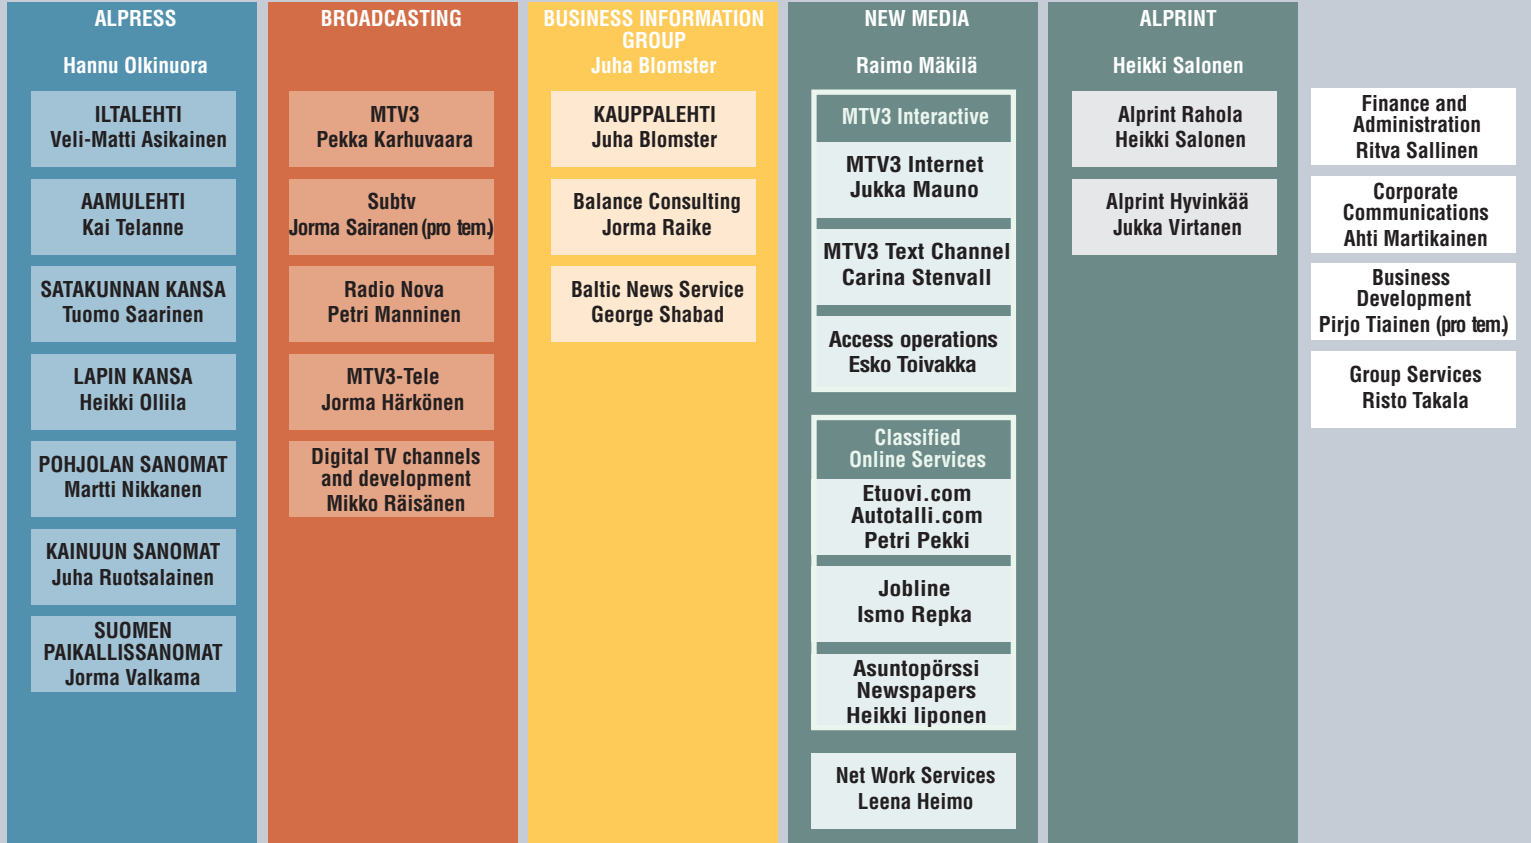 ALPRESS
Hannu Olkinuora
ILTALEHTI
Veli-Matti Asikainen
AAMULEHTI
Kai Telanne
SATAKUNNAN KANSA
Tuomo Saarinen
LAPIN KANSA
Heikki Ollila
POHJOLAN SANOMAT
Martti Nikkanen
KAINUUN SANOMAT
Juha Ruotsalainen
SUOMEN
PAIKALLISSANOMAT
Jorma Valkama
BROADCASTING
MTV3
Pekka Karhuvaara
Subtv
Jorma Sairanen (pro tem.)
Radio Nova
Petri Manninen
MTV3-Tele
Jorma Härkönen
Digital TV channels
and development
Mikko Räisänen
BUSINESS INFORMATION
GROUP
Juha Blomster
KAUPPALEHTI
Juha Blomster
Balance Consulting
Jorma Raike
Baltic News Service
George Shabad
NEW MEDIA
Raimo Mäkilä
MTV3 Interactive
MTV3 Internet
Jukka Mauno
MTV3 Text Channel
Carina Stenvall
Access operations
Esko Toivakka
Classified
Online Services
Etuovi.com
Autotalli.com
Petri Pekki
Jobline
Ismo Repka
Asuntopörssi
Newspapers
Heikki Iiponen
Net Work Services
Leena Heimo
ALPRINT
Heikki Salonen
Alprint Rahola
Heikki Salonen
Alprint Hyvinkää
Jukka Virtanen
Finance and
Administration
Ritva Sallinen
Corporate
Communications
Ahti Martikainen
Business
Development
Pirjo Tiainen (pro tem.)
Group Services
Risto Takala